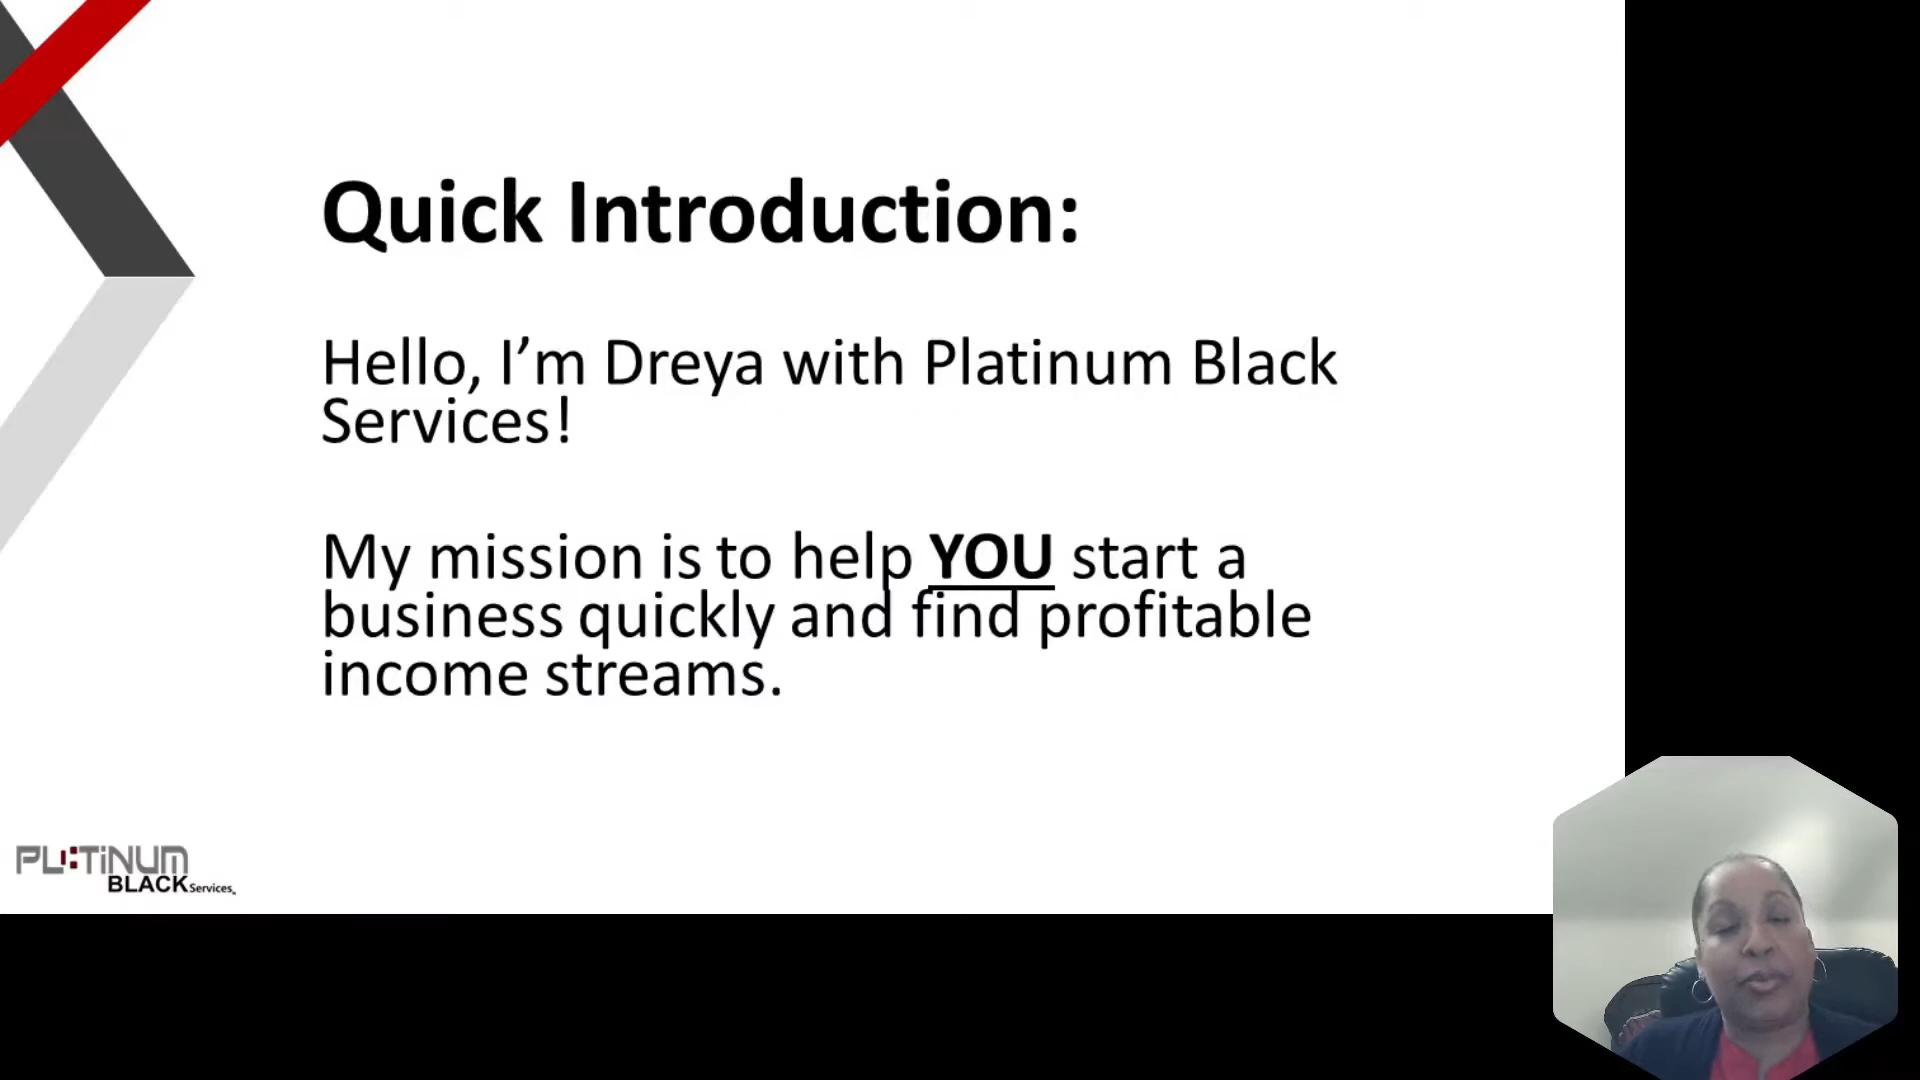 Quick Introduction:
Hello, I'm Dreya with Platinum Black
Services!
My mission is to help YOU start a
business quickly and find profitable
income streams.
PLATiNUM
BLACK Services